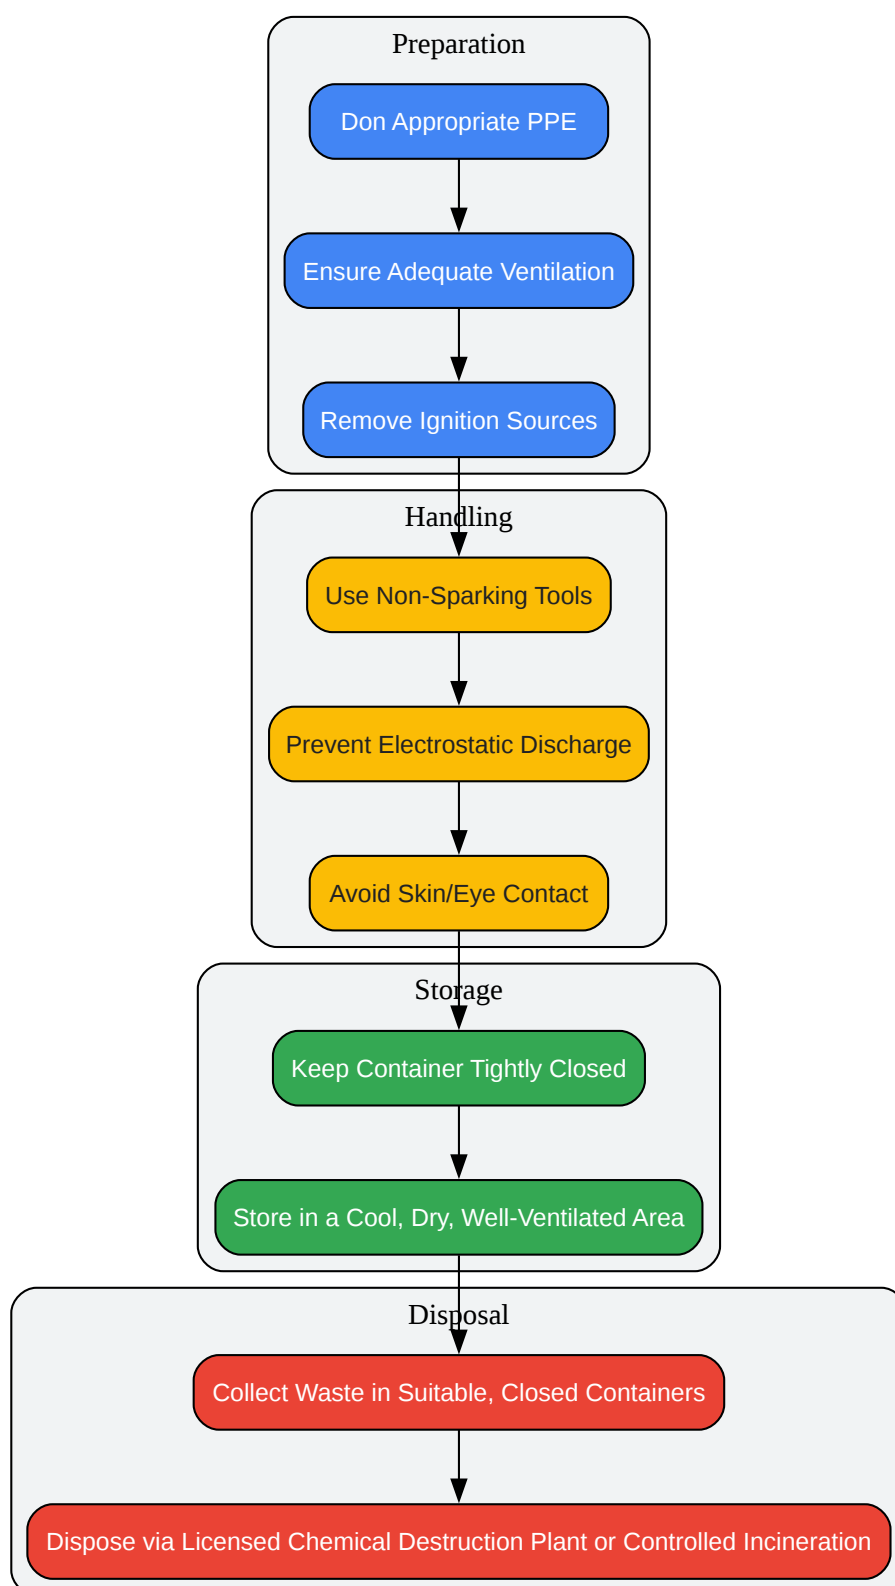 Preparation
Don Appropriate PPE
Ensure Adequate Ventilation
Remove Ignition Sources
Handling
Use Non-Sparking Tools
Prevent Electrostatic Discharge
Avoid Skin/Eye Contact
Storage
Keep Container Tightly Closed
Store in a Cool, Dry, Well-Ventilated Area
Disposal
Collect Waste in Suitable, Closed Containers
Dispose via Licensed Chemical Destruction Plant or Controlled Incineration